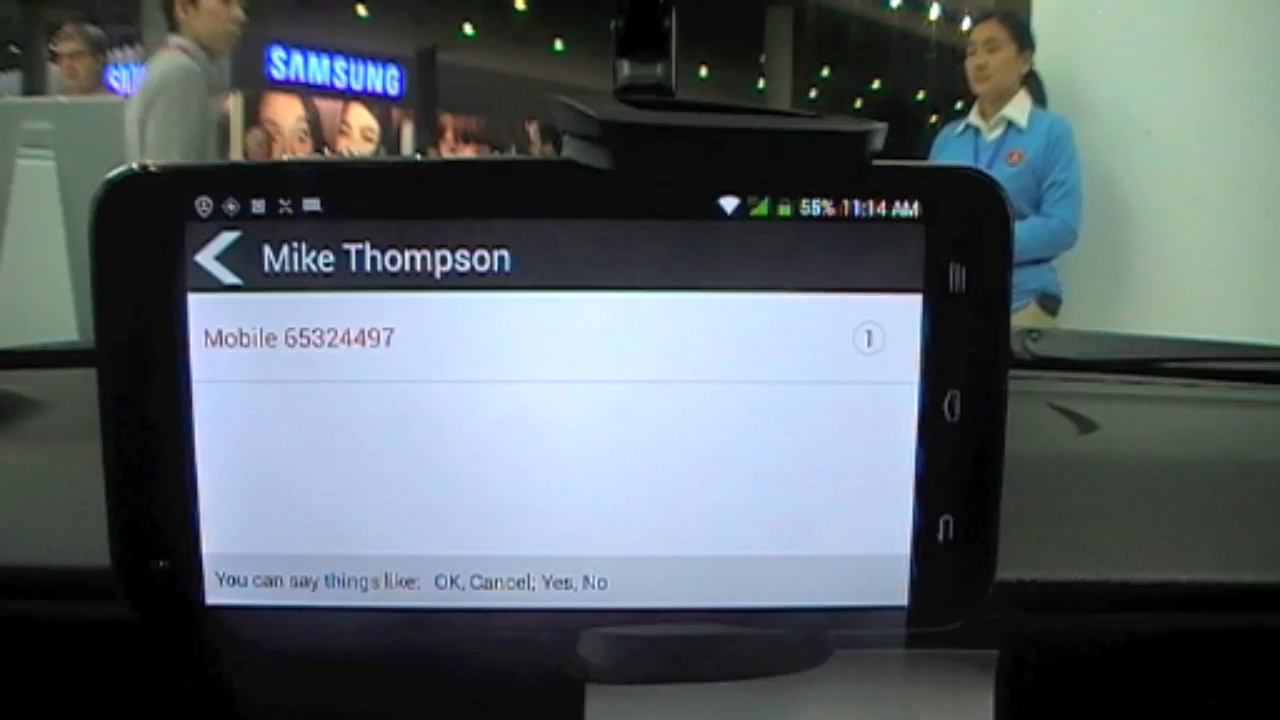 SAMSUNG
55% 11:14 AM
Mike Thompson
Mobile 65324497
1
You can say things like: OK, Cancel; Yes, No